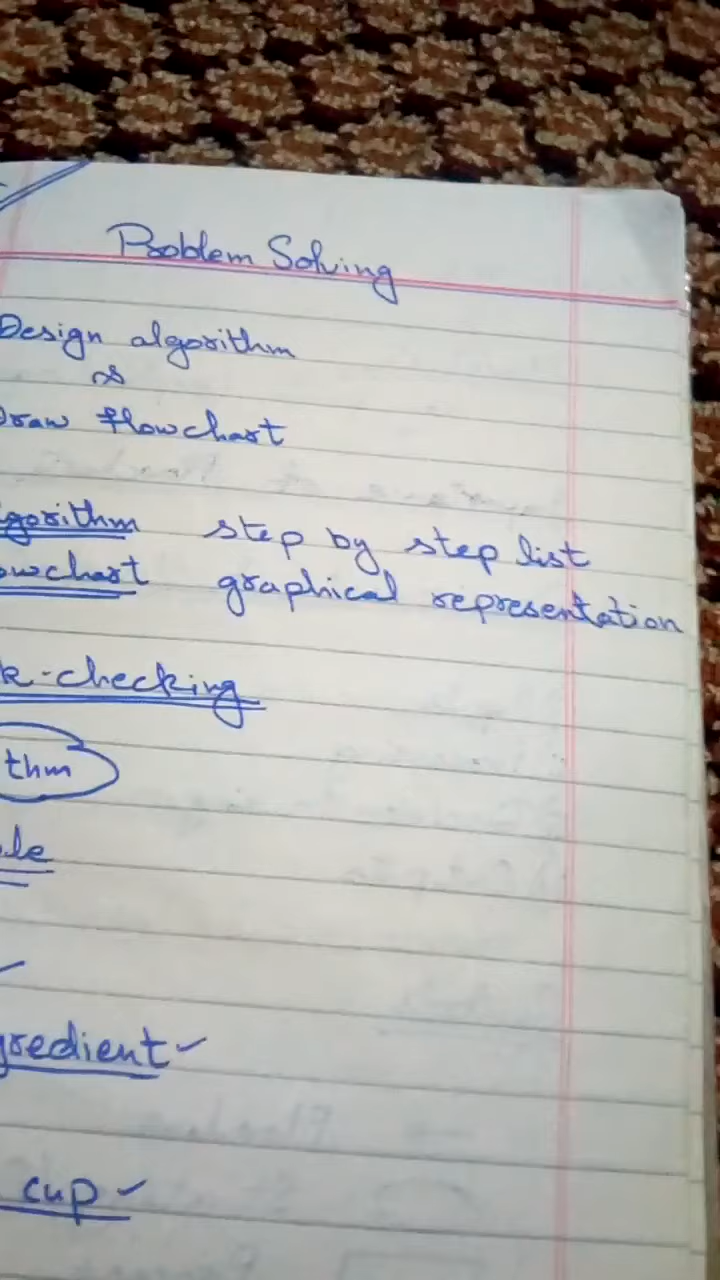 Problem Solving
Design algorithm
or
Draw flowchart
gorithm step by step list
owchart graphical representation
k-checking
thm
le
gredient
cup